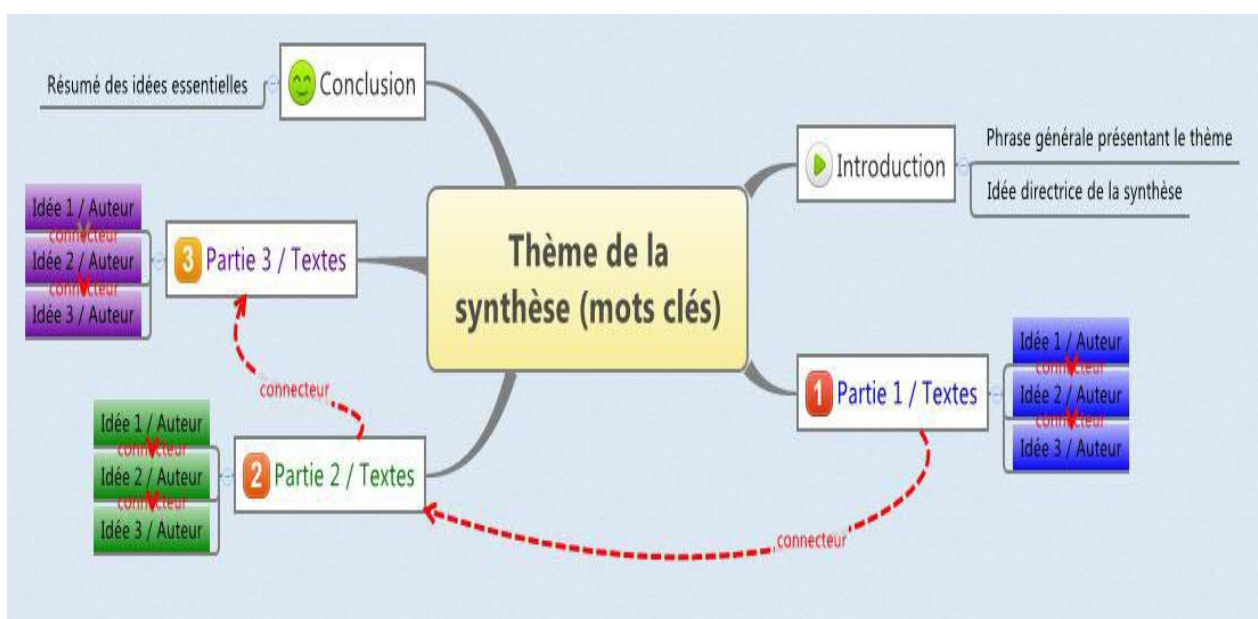 Thème de la
synthèse (mots clés)
Introduction
Phrase générale présentant le thème
Idée directrice de la synthèse
1 Partie 1 / Textes
Idée 1 / Auteur
connecteur
Idée 2 / Auteur
connecteur
Idée 3 / Auteur
connecteur
2 Partie 2 / Textes
Idée 1 / Auteur
connecteur
Idée 2 / Auteur
connecteur
Idée 3 / Auteur
connecteur
3 Partie 3 / Textes
Idée 1 / Auteur
connecteur
Idée 2 / Auteur
connecteur
Idée 3 / Auteur
Conclusion
Résumé des idées essentielles